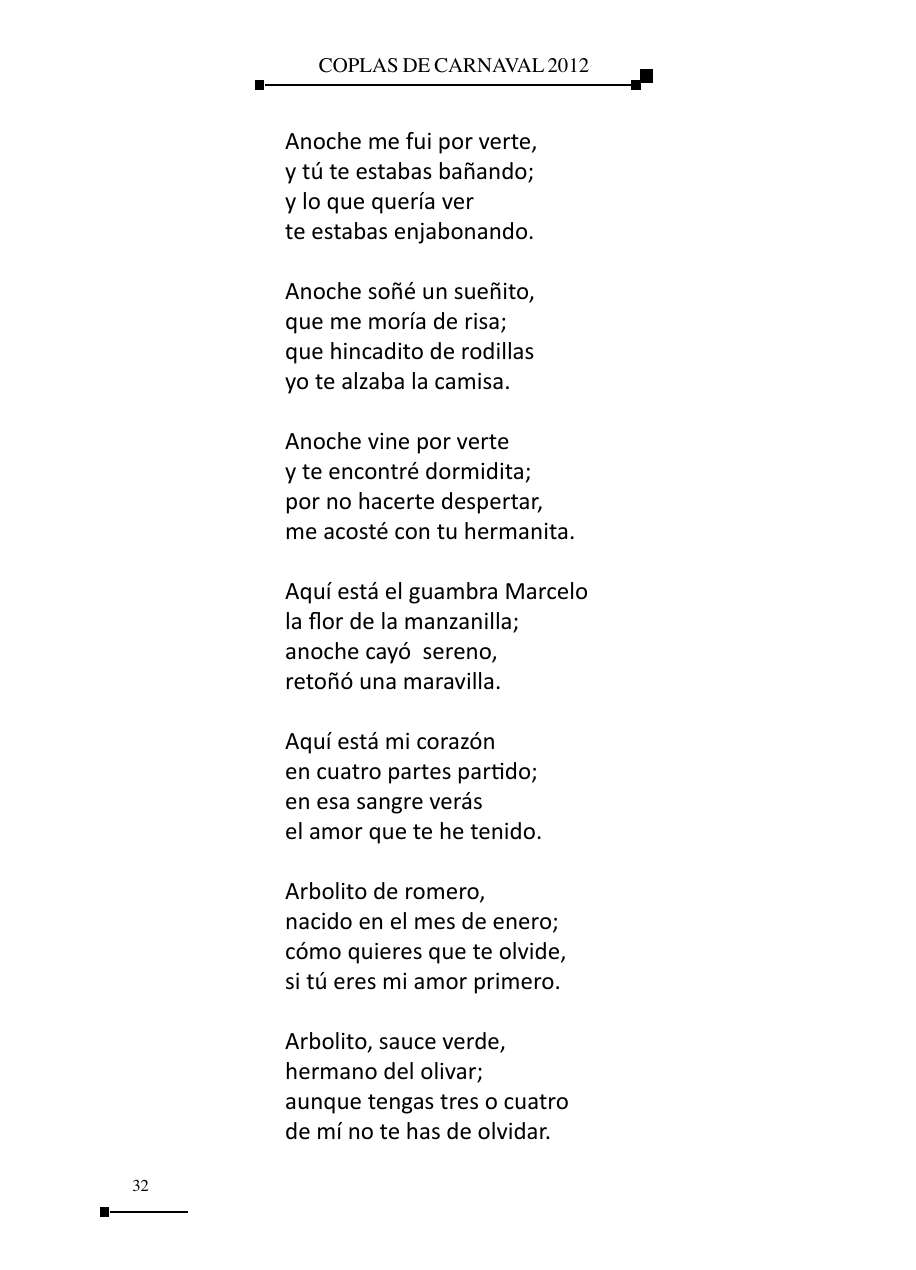 COPLAS DE CARNAVAL 2012
Anoche me fui por verte,
y tú te estabas bañando;
y lo que quería ver
te estabas enjabonando.
Anoche soñé un sueñito,
que me moría de risa;
que hincadito de rodillas
yo te alzaba la camisa.
Anoche vine por verte
y te encontré dormidita;
por no hacerte despertar,
me acosté con tu hermanita.
Aquí está el guambra Marcelo
la flor de la manzanilla;
anoche cayó  sereno,
retoñó una maravilla.
Aquí está mi corazón
en cuatro partes partido;
en esa sangre verás
el amor que te he tenido.
Arbolito de romero,
nacido en el mes de enero;
cómo quieres que te olvide,
si tú eres mi amor primero.
Arbolito, sauce verde,
hermano del olivar;
aunque tengas tres o cuatro
de mí no te has de olvidar.
32